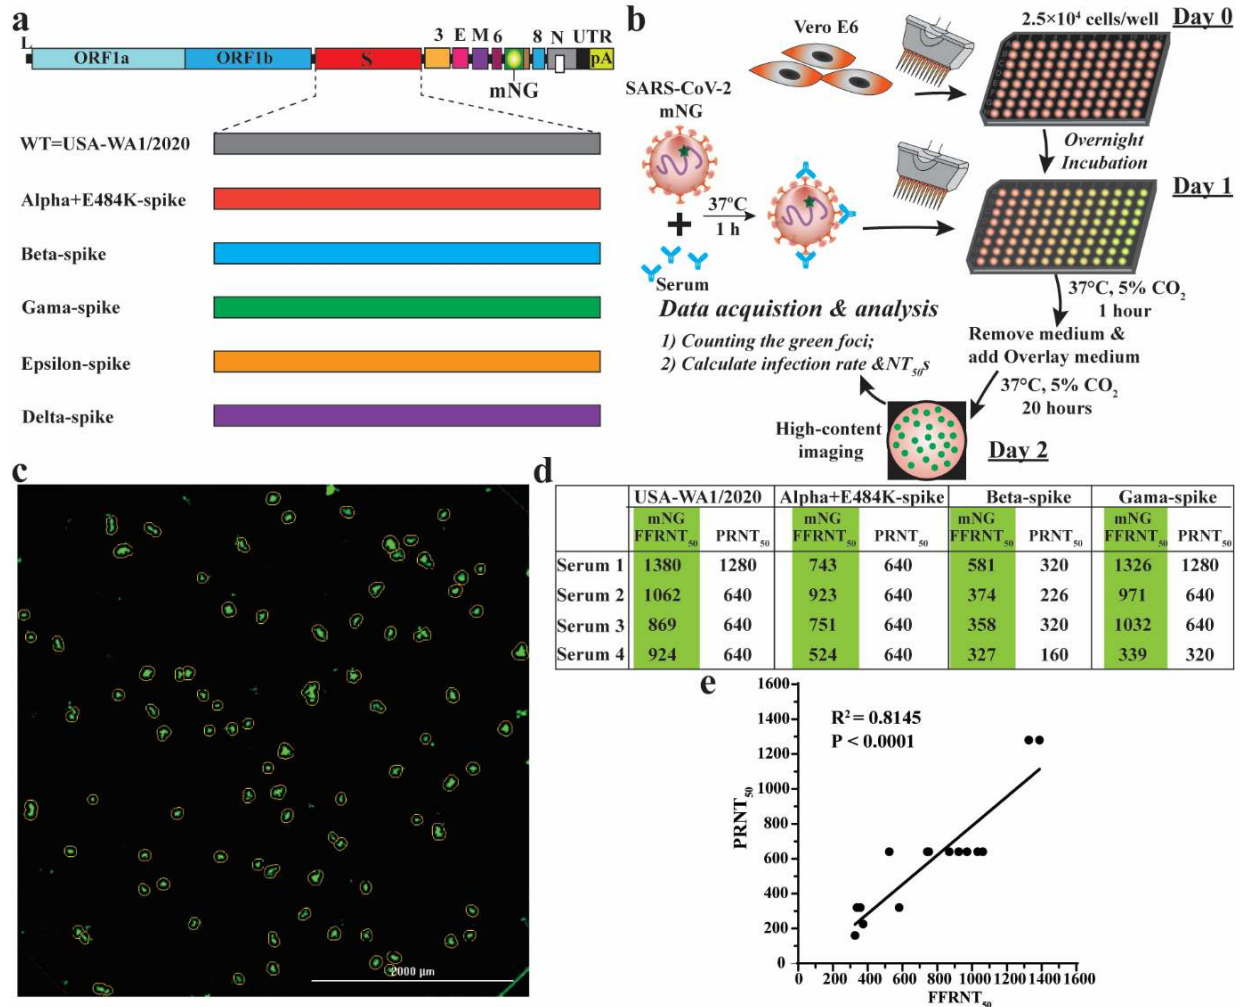 a
L
ORF1a ORF1b S 3 E M 6 8 N UTR
pA
mNG
WT=USA-WA1/2020
Alpha+E484K-spike
Beta-spike
Gama-spike
Epsilon-spike
Delta-spike
b
Vero E6
2.5×10⁴ cells/well
Day 0
SARS-CoV-2
mNG
Overnight
Incubation
37°C
1 h
Serum
Day 1
37°C, 5% CO₂
1 hour
Remove medium &
add Overlay medium
37°C, 5% CO₂
20 hours
High-content
imaging
Day 2
Data acquistion & analysis
1) Counting the green foci;
2) Calculate infection rate &NT₅₀s
c
2000 μm
d
USA-WA1/2020 Alpha+E484K-spike Beta-spike Gama-spike
mNG mNG mNG mNG
FFRNT₅₀ PRNT₅₀ FFRNT₅₀ PRNT₅₀ FFRNT₅₀ PRNT₅₀ FFRNT₅₀ PRNT₅₀
Serum 1 1380 1280 743 640 581 320 1326 1280
Serum 2 1062 640 923 640 374 226 971 640
Serum 3 869 640 751 640 358 320 1032 640
Serum 4 924 640 524 640 327 160 339 320
e
R² = 0.8145
P < 0.0001
PRNT₅₀
1600
1400
1200
1000
800
600
400
200
0
0 200 400 600 800 1000 1200 1400 1600
FFRNT₅₀